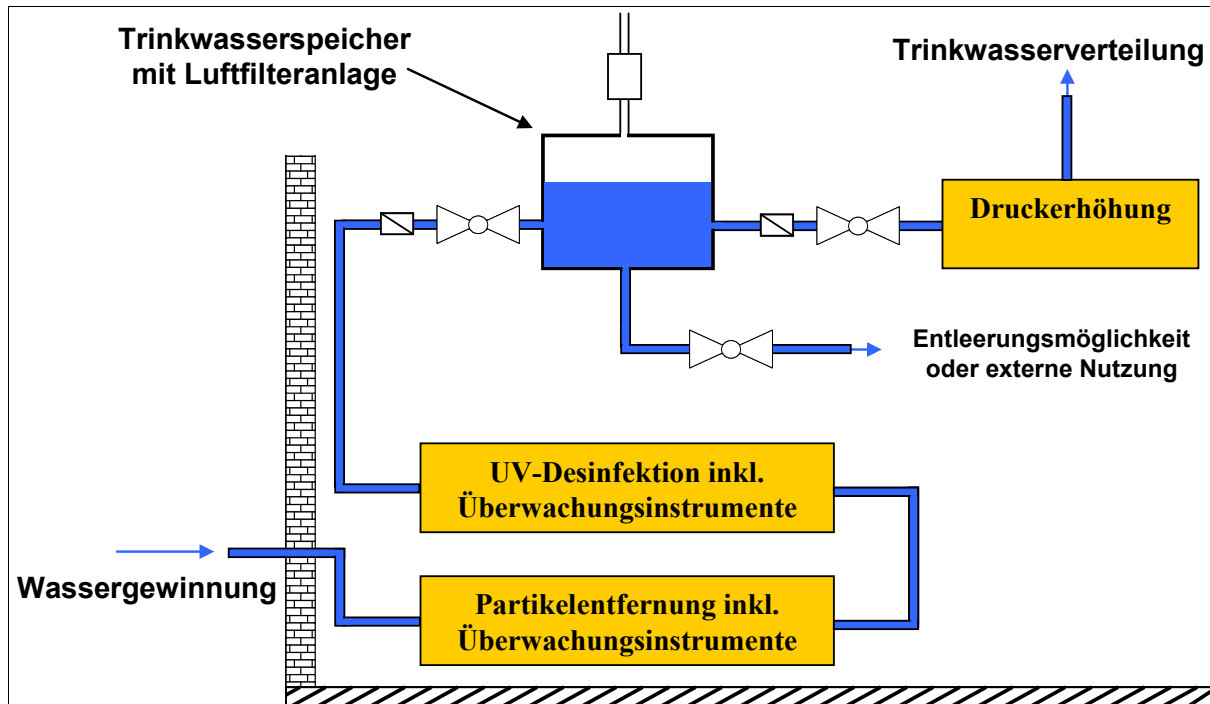 Trinkwasserspeicher
mit Luftfilteranlage
Trinkwasserverteilung
Druckerhöhung
Entleerungsmöglichkeit
oder externe Nutzung
UV-Desinfektion inkl.
Überwachungsinstrumente
Wassergewinnung
Partikelentfernung inkl.
Überwachungsinstrumente